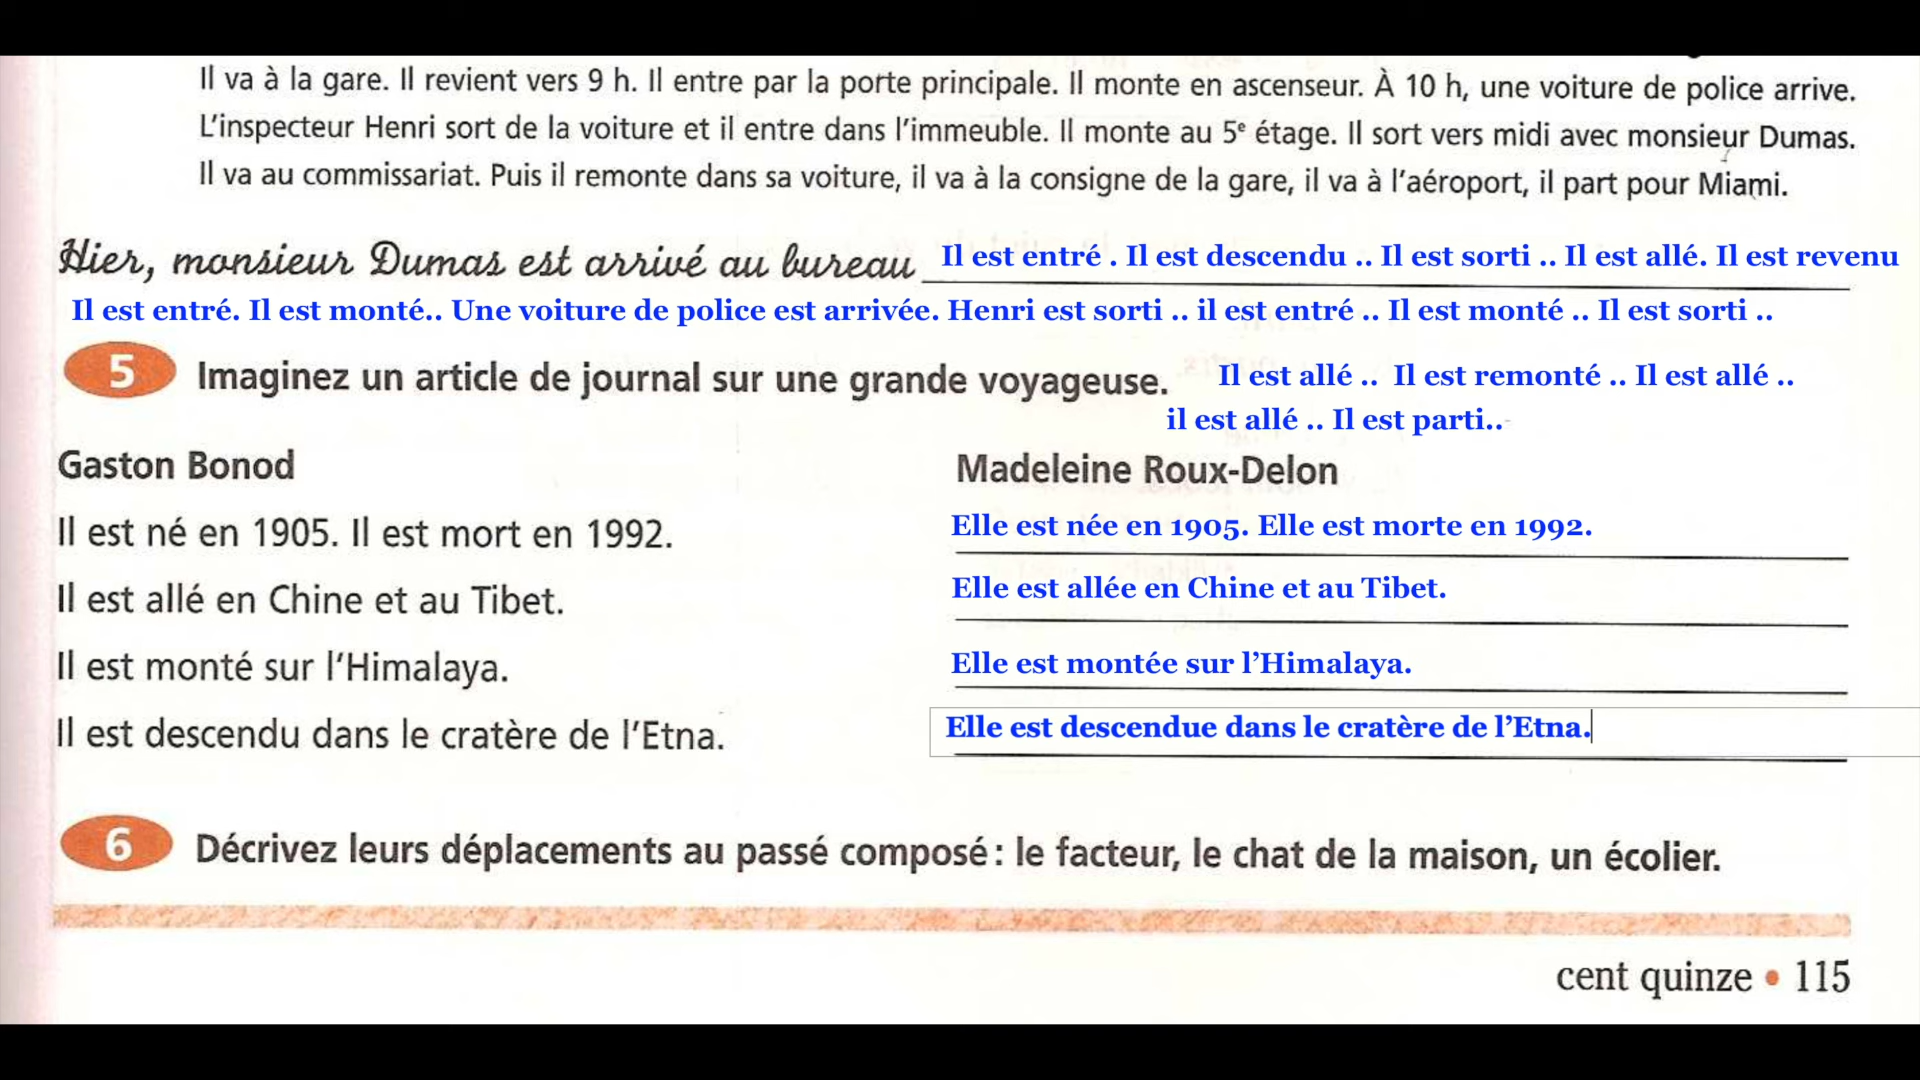 Il va à la gare. Il revient vers 9 h. Il entre par la porte principale. Il monte en ascenseur. À 10 h, une voiture de police arrive.
L'inspecteur Henri sort de la voiture et il entre dans l'immeuble. Il monte au 5e étage. Il sort vers midi avec monsieur Dumas.
Il va au commissariat. Puis il remonte dans sa voiture, il va à la consigne de la gare, il va à l'aéroport, il part pour Miami.
Hier, monsieur Dumas est arrivé au bureau Il est entré . Il est descendu .. Il est sorti .. Il est allé. Il est revenu
Il est entré. Il est monté.. Une voiture de police est arrivée. Henri est sorti .. il est entré .. Il est monté .. Il est sorti ..
5 Imaginez un article de journal sur une grande voyageuse. Il est allé .. Il est remonté .. Il est allé ..
il est allé .. Il est parti..
Gaston Bonod Madeleine Roux-Delon
Il est né en 1905. Il est mort en 1992. Elle est née en 1905. Elle est morte en 1992.
Il est allé en Chine et au Tibet. Elle est allée en Chine et au Tibet.
Il est monté sur l'Himalaya. Elle est montée sur l'Himalaya.
Il est descendu dans le cratère de l'Etna. Elle est descendue dans le cratère de l'Etna.
6 Décrivez leurs déplacements au passé composé : le facteur, le chat de la maison, un écolier.
cent quinze • 115